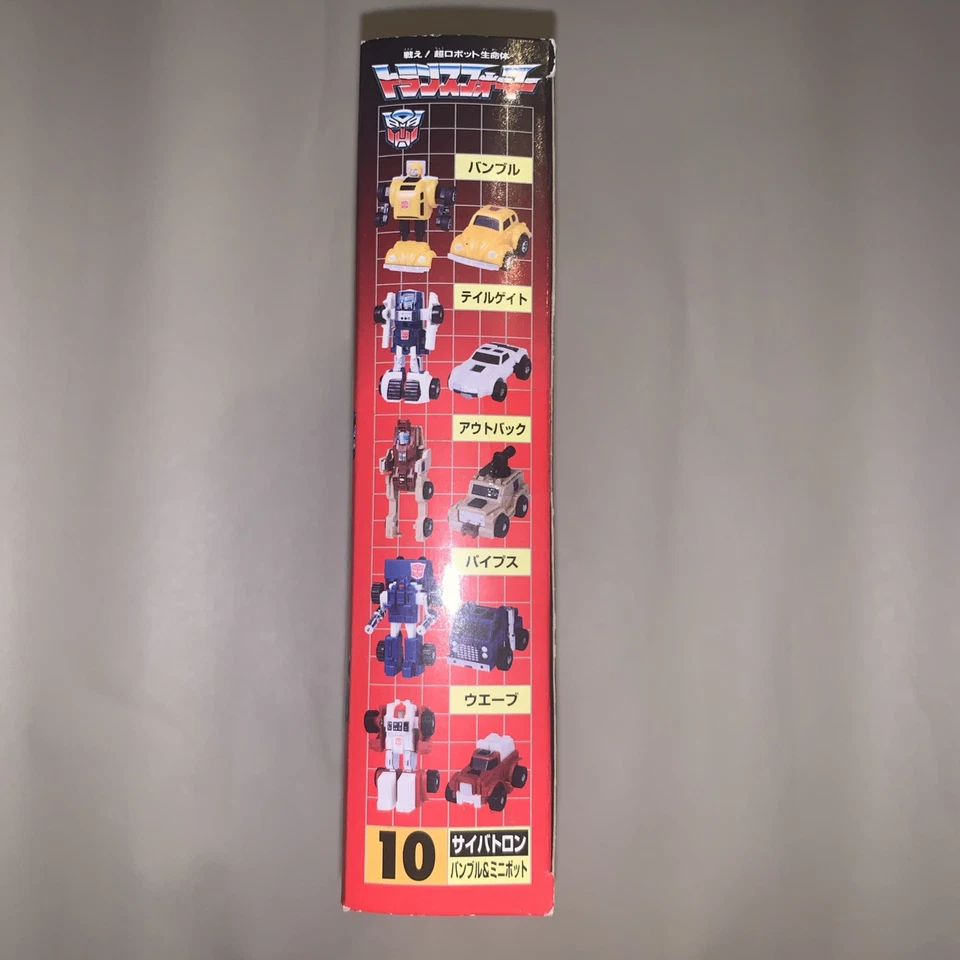 戦え!超ロボット生命体
トランスフォーマー
バンブル
テイルゲイト
アウトバック
パイプス
ウエーブ
10
サイバトロン
バンブル&ミニボット